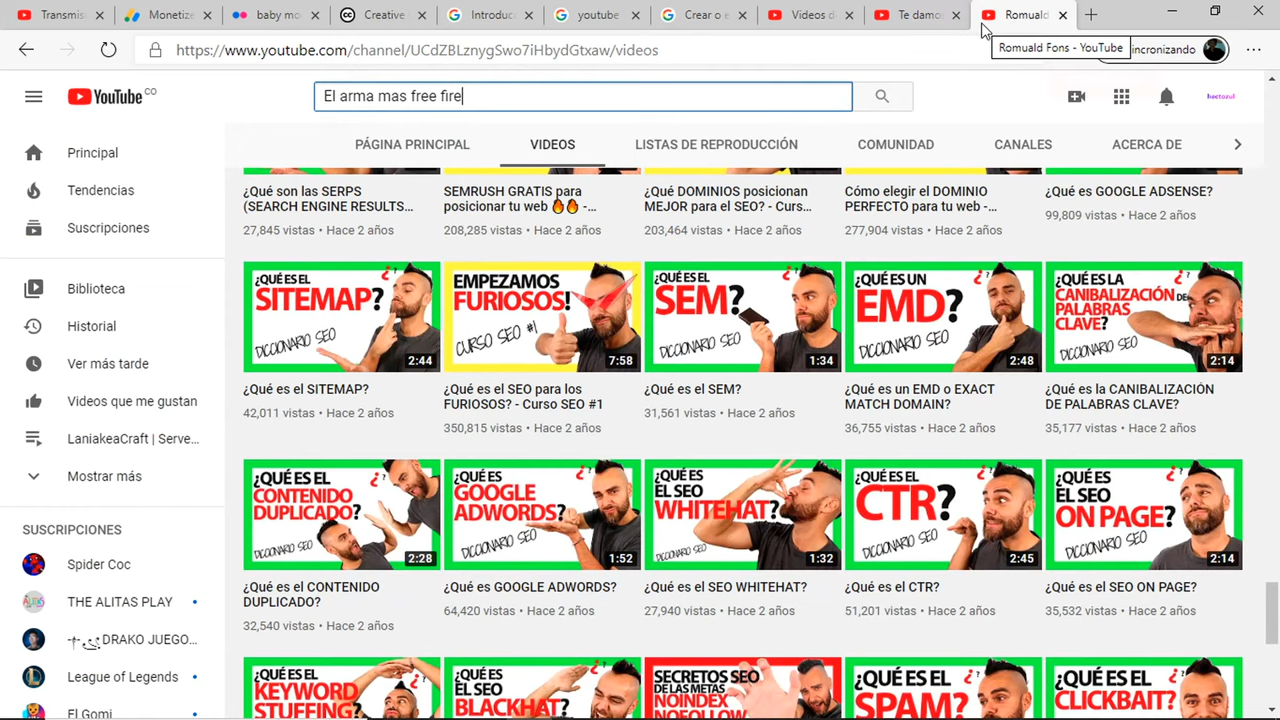 Transmis
Monetize
baby mo
Creative
Introduc
youtube
Crear o e
Videos d
Te damos
Romuald
https://www.youtube.com/channel/UCdZBLznygSwo7iHbydGtxaw/videos
Romuald Fons - YouTube
incronizando
YouTube CO
El arma mas free fire
hectozul
PÁGINA PRINCIPAL
VIDEOS
LISTAS DE REPRODUCCIÓN
COMUNIDAD
CANALES
ACERCA DE
Principal
Tendencias
Suscripciones
Biblioteca
Historial
Ver más tarde
Videos que me gustan
LaniakeaCraft | Serve...
Mostrar más
SUSCRIPCIONES
Spider Coc
THE ALITAS PLAY
DRAKO JUEGO...
League of Legends
El Gomi
¿Qué son las SERPS
(SEARCH ENGINE RESULTS...
27,845 vistas • Hace 2 años
SEMRUSH GRATIS para
posicionar tu web 🔥🔥 -...
208,285 vistas • Hace 2 años
¿Qué DOMINIOS posicionan
MEJOR para el SEO? - Curs...
203,464 vistas • Hace 2 años
Cómo elegir el DOMINIO
PERFECTO para tu web -...
277,904 vistas • Hace 2 años
¿Qué es GOOGLE ADSENSE?
99,809 vistas • Hace 2 años
¿QUÉ ES EL
SITEMAP?
DICCIONARIO SEO
2:44
¿Qué es el SITEMAP?
42,011 vistas • Hace 2 años
EMPEZAMOS
FURIOSOS!
CURSO SEO #1
7:58
¿Qué es el SEO para los
FURIOSOS? - Curso SEO #1
350,815 vistas • Hace 2 años
¿QUÉ ES EL
SEM?
DICCIONARIO SEO
1:34
¿Qué es el SEM?
31,561 vistas • Hace 2 años
¿QUÉ ES UN
EMD?
DICCIONARIO SEO
2:48
¿Qué es un EMD o EXACT
MATCH DOMAIN?
36,755 vistas • Hace 2 años
¿QUÉ ES LA
CANIBALIZACIÓN DE
PALABRAS
CLAVE?
DICCIONARIO SEO
2:14
¿Qué es la CANIBALIZACIÓN
DE PALABRAS CLAVE?
35,177 vistas • Hace 2 años
¿QUÉ ES EL
CONTENIDO
DUPLICADO?
DICCIONARIO SEO
2:28
¿Qué es el CONTENIDO
DUPLICADO?
32,540 vistas • Hace 2 años
¿QUÉ ES
GOOGLE
ADWORDS?
DICCIONARIO SEO
1:52
¿Qué es GOOGLE ADWORDS?
64,420 vistas • Hace 2 años
¿QUÉ ES
EL SEO
WHITEHAT?
DICCIONARIO SEO
1:32
¿Qué es el SEO WHITEHAT?
27,940 vistas • Hace 2 años
¿QUÉ ES EL
CTR?
DICCIONARIO SEO
2:45
¿Qué es el CTR?
51,201 vistas • Hace 2 años
¿QUÉ ES
EL SEO
ON PAGE?
DICCIONARIO SEO
2:14
¿Qué es el SEO ON PAGE?
35,532 vistas • Hace 2 años
¿QUÉ ES EL
KEYWORD
STUFFING?
¿QUÉ ES
EL SEO
BLACKHAT?
SECRETOS SEO
DE LAS METAS
NOINDEX
NOFOLLOW
¿QUÉ ES EL
SPAM?
¿QUÉ ES EL
CLICKBAIT?